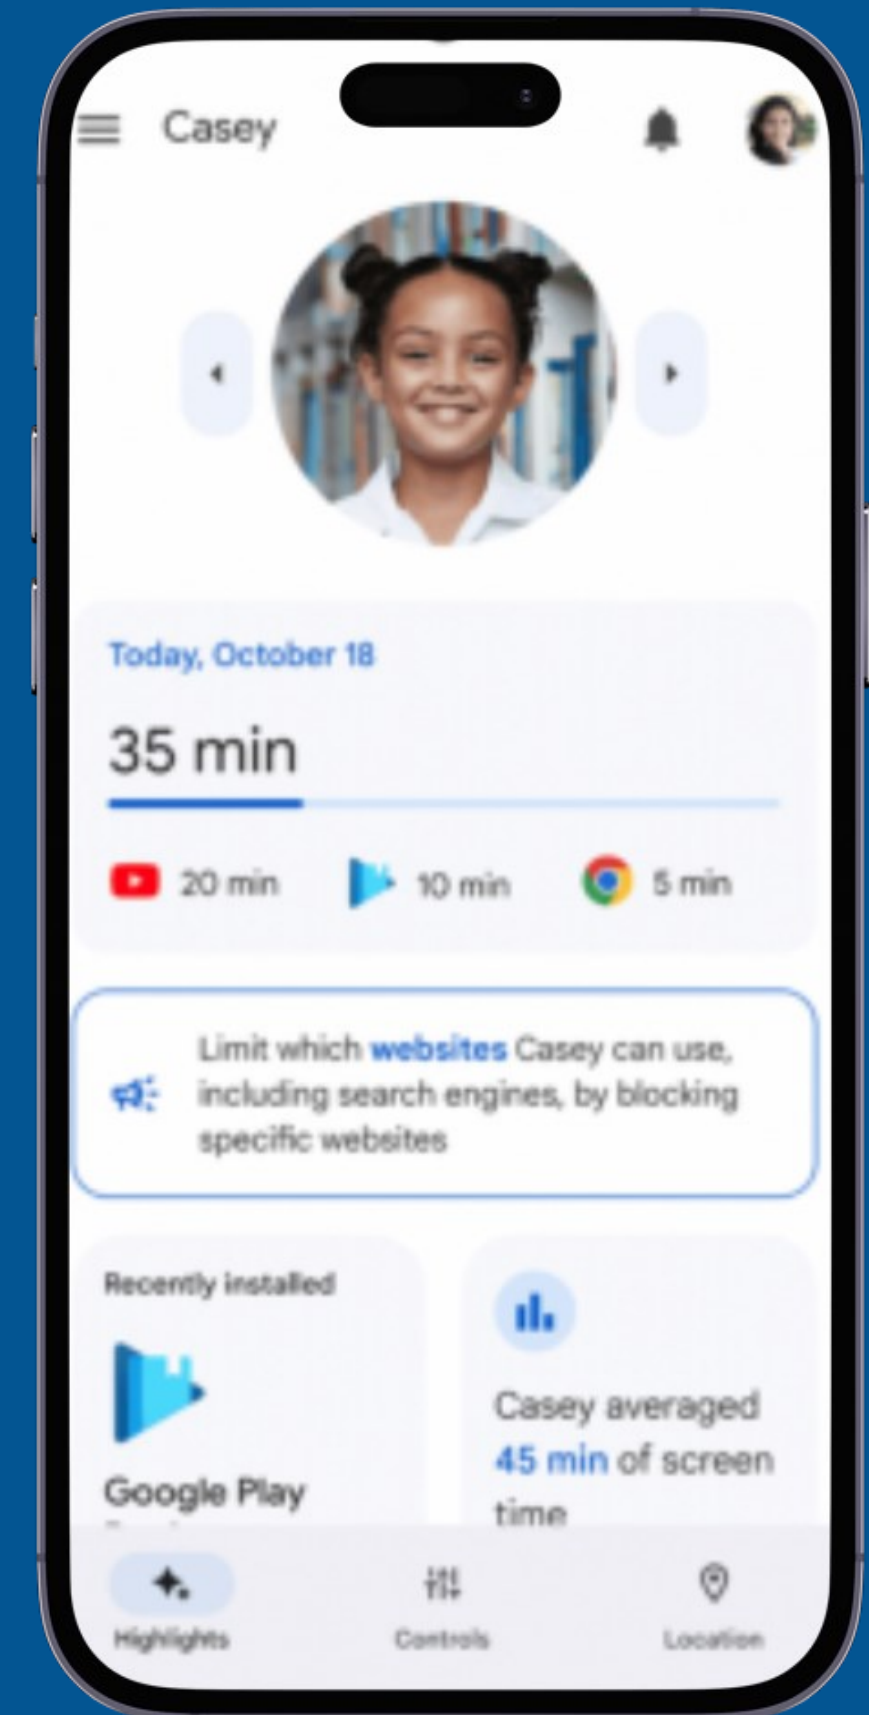 Casey
Today, October 18
35 min
20 min
10 min
5 min
Limit which websites Casey can use,
including search engines, by blocking
specific websites
Recently installed
Google Play
Casey averaged
45 min of screen
time
Highlights
Controls
Location